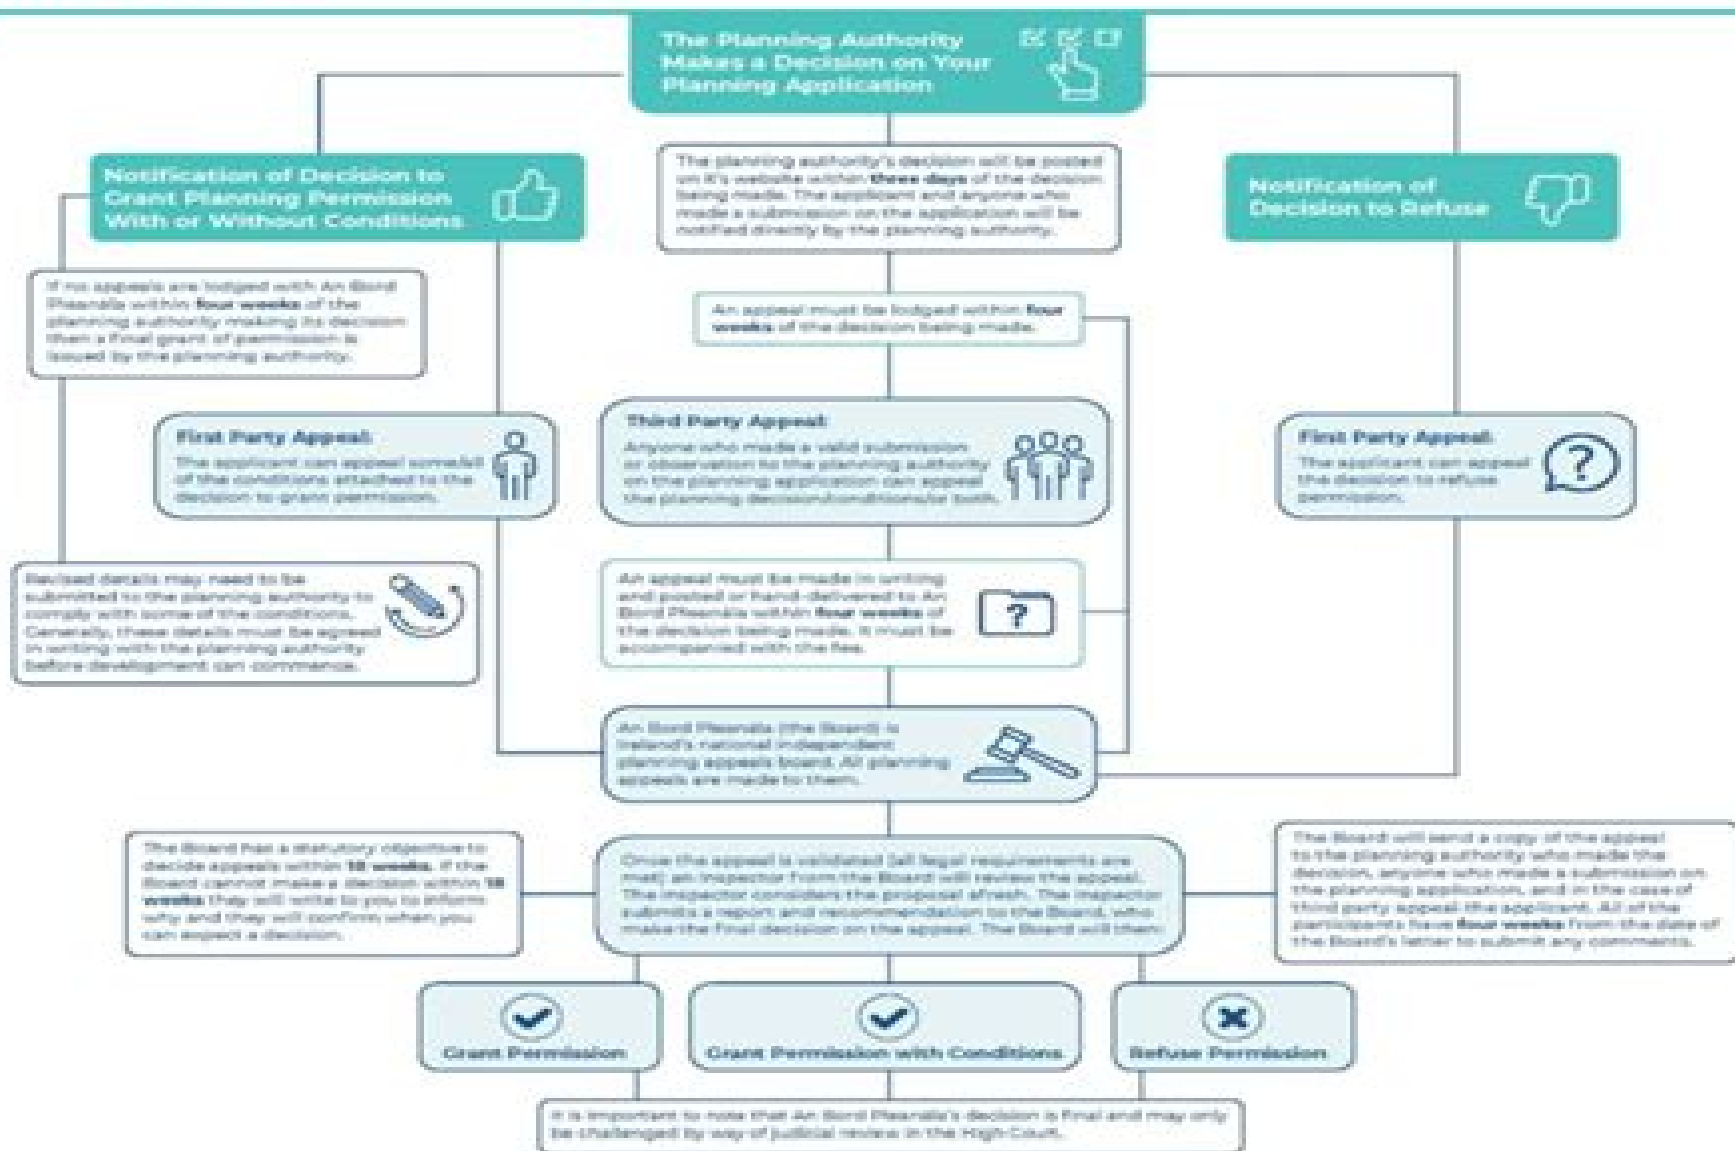 The Planning Authority
Makes a Decision on Your
Planning Application
Notification of Decision to
Grant Planning Permission
With or Without Conditions
The planning authority's decision will be posted
on it's website within three days of the decision
being made. The applicant and anyone who
made a submission on the application will be
notified directly by the planning authority.
Notification of
Decision to Refuse
If no appeals are lodged with An Bord
Pleanála within four weeks of the
planning authority making its decision
then a final grant of permission is
issued by the planning authority.
An appeal must be lodged within four
weeks of the decision being made.
First Party Appeal:
The applicant can appeal some/all
of the conditions attached to the
decision to grant permission.
Third Party Appeal:
Anyone who made a valid submission
or observation to the planning authority
on the planning application can appeal
the planning decision/conditions/or both.
First Party Appeal:
The applicant can appeal
the decision to refuse
permission.
Revised details may need to be
submitted to the planning authority to
comply with some of the conditions.
Generally, these details must be agreed
in writing with the planning authority
before development can commence.
An appeal must be made in writing
and posted or hand-delivered to An
Bord Pleanála within four weeks of
the decision being made. It must be
accompanied with the fee.
An Bord Pleanála (the Board) is
Ireland's national independent
planning appeals board. All planning
appeals are made to them.
The Board has a statutory objective to
decide appeals within 18 weeks. If the
Board cannot make a decision within 18
weeks they will write to you to inform
why and they will confirm when you
can expect a decision.
Once the appeal is validated (all legal requirements are
met) an Inspector from the Board will review the appeal.
The inspector considers the proposal afresh. The inspector
submits a report and recommendation to the Board, who
make the final decision on the appeal. The Board will then:
The Board will send a copy of the appeal
to the planning authority who made the
decision, anyone who made a submission on
the planning application, and in the case of
third party appeal the applicant. All of the
participants have four weeks from the date of
the Board's letter to submit any comments.
Grant Permission
Grant Permission with Conditions
Refuse Permission
It is important to note that An Bord Pleanála's decision is final and may only
be challenged by way of judicial review in the High Court.